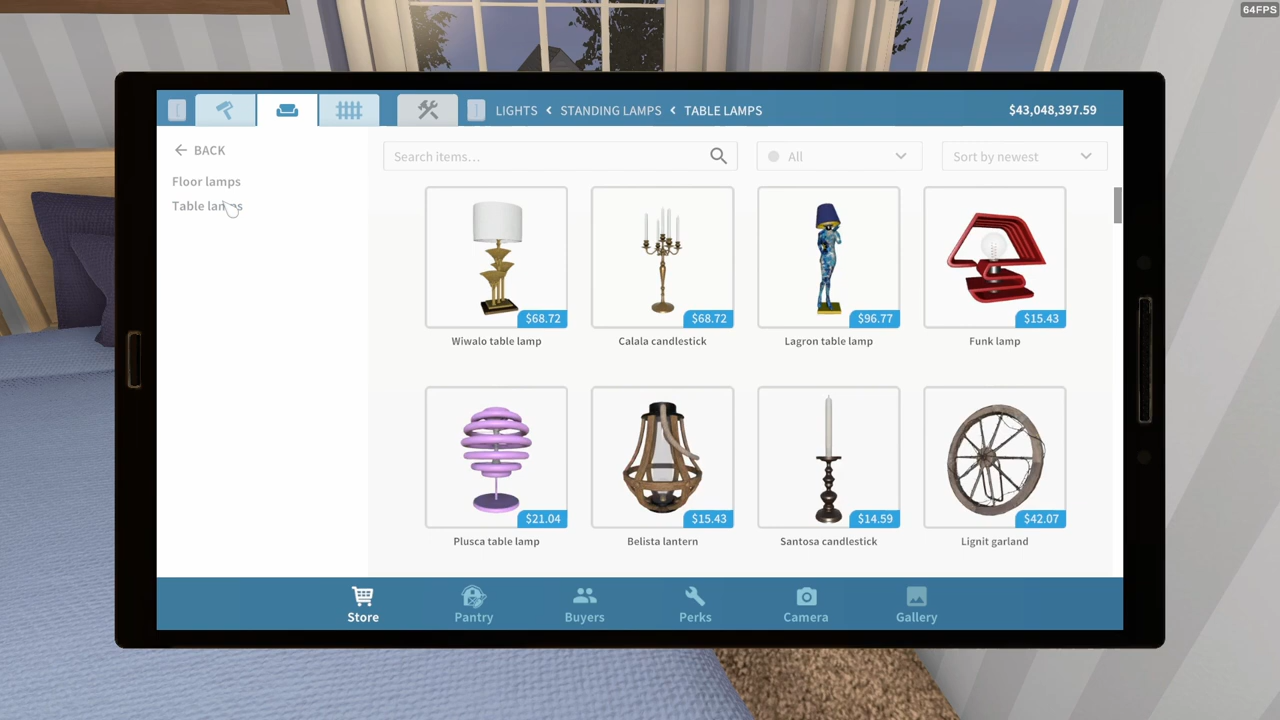 64FPS
LIGHTS < STANDING LAMPS < TABLE LAMPS
$43,048,397.59
BACK
Floor lamps
Table lamps
Search items...
All
Sort by newest
$68.72
$68.72
$96.77
$15.43
Wiwalo table lamp
Calala candlestick
Lagron table lamp
Funk lamp
$21.04
$15.43
$14.59
$42.07
Plusca table lamp
Belista lantern
Santosa candlestick
Lignit garland
Store
Pantry
Buyers
Perks
Camera
Gallery